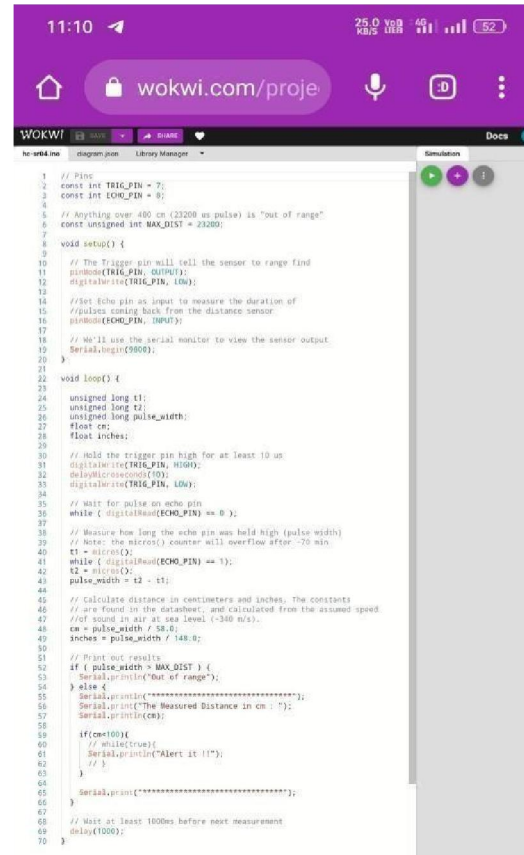 11:10
25.0 KB/S
Vo)) LTE
4G
52
wokwi.com/proje
:D
WOKWI
SAVE
SHARE
Docs
hc-sr04.ino
diagram.json
Library Manager
Simulation
1 // Pins
2 const int TRIG_PIN = 7;
3 const int ECHO_PIN = 8;
4
5 // Anything over 400 cm (23200 us pulse) is "out of range"
6 const unsigned int MAX_DIST = 23200;
7
8 void setup() {
9
10 // The Trigger pin will tell the sensor to range find
11 pinMode(TRIG_PIN, OUTPUT);
12 digitalWrite(TRIG_PIN, LOW);
13
14 //Set Echo pin as input to measure the duration of
15 //pulses coming back from the distance sensor
16 pinMode(ECHO_PIN, INPUT);
17
18 // We'll use the serial monitor to view the sensor output
19 Serial.begin(9600);
20 }
21
22 void loop() {
23
24 unsigned long t1;
25 unsigned long t2;
26 unsigned long pulse_width;
27 float cm;
28 float inches;
29
30 // Hold the trigger pin high for at least 10 us
31 digitalWrite(TRIG_PIN, HIGH);
32 delayMicroseconds(10);
33 digitalWrite(TRIG_PIN, LOW);
34
35 // Wait for pulse on echo pin
36 while ( digitalRead(ECHO_PIN) == 0 );
37
38 // Measure how long the echo pin was held high (pulse width)
39 // Note: the micros() counter will overflow after ~70 min
40 t1 = micros();
41 while ( digitalRead(ECHO_PIN) == 1);
42 t2 = micros();
43 pulse_width = t2 - t1;
44
45 // Calculate distance in centimeters and inches. The constants
46 // are found in the datasheet, and calculated from the assumed speed
47 //of sound in air at sea level (~340 m/s).
48 cm = pulse_width / 58.0;
49 inches = pulse_width / 148.0;
50
51 // Print out results
52 if ( pulse_width > MAX_DIST ) {
53 Serial.println("Out of range");
54 } else {
55 Serial.println("******************************");
56 Serial.print("The Measured Distance in cm : ");
57 Serial.println(cm);
58
59 if(cm<100){
60 // while(true){
61 Serial.println("Alert it !!");
62 // }
63 }
64
65 Serial.print("******************************");
66 }
67
68 // Wait at least 1000ms before next measurement
69 delay(1000);
70 }